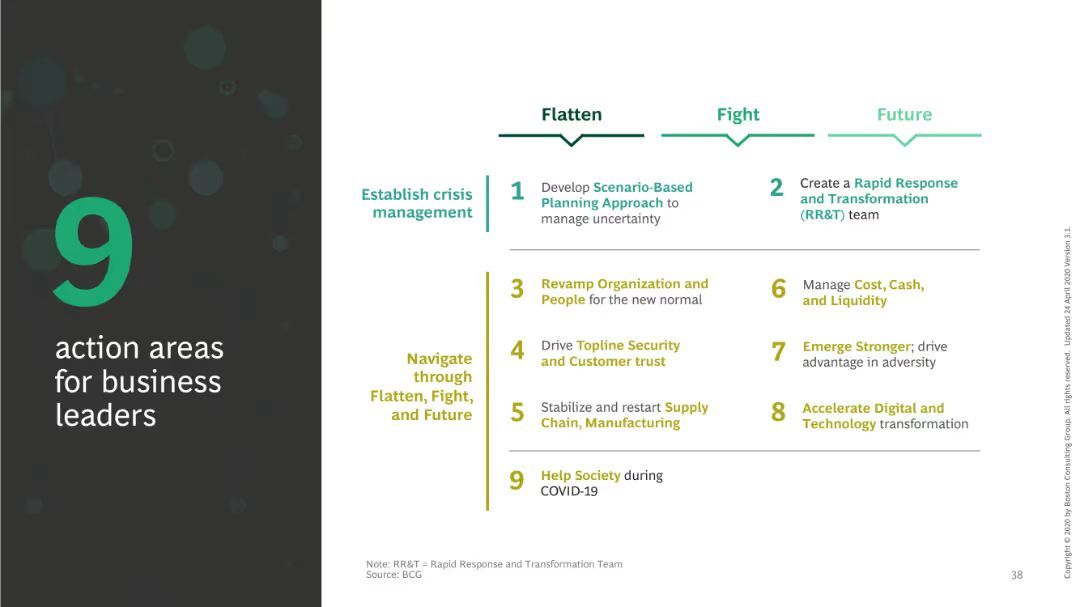 9
action areas
for business
leaders
Flatten
Fight
Future
Establish crisis
management
1
Develop Scenario-Based
Planning Approach to
manage uncertainty
2
Create a Rapid Response
and Transformation
(RR&T) team
Navigate
through
Flatten, Fight,
and Future
3
Revamp Organization and
People for the new normal
6
Manage Cost, Cash,
and Liquidity
4
Drive Topline Security
and Customer trust
7
Emerge Stronger; drive
advantage in adversity
5
Stabilize and restart Supply
Chain, Manufacturing
8
Accelerate Digital and
Technology transformation
9
Help Society during
COVID-19
Note: RR&T = Rapid Response and Transformation Team
Source: BCG
38
Copyright © 2020 by Boston Consulting Group. All rights reserved. Updated 24 April 2020 Version 3.1.